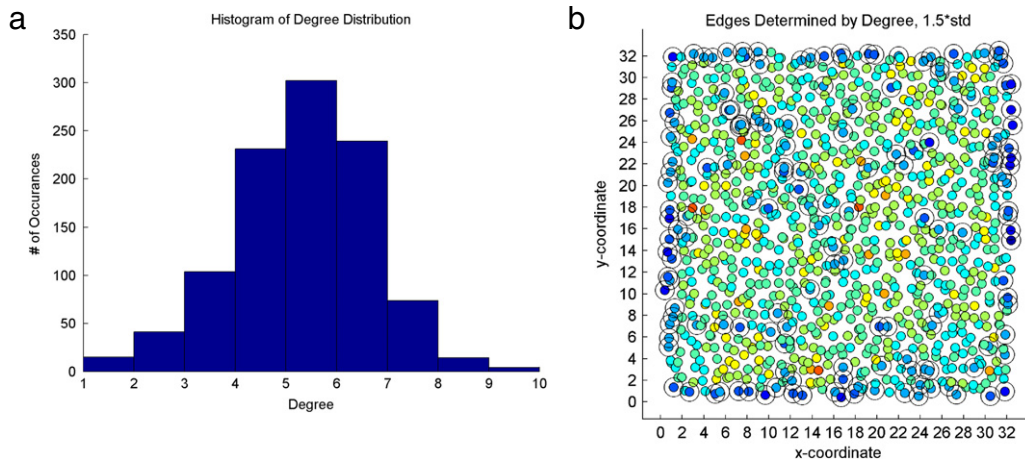 a
Histogram of Degree Distribution
350
300
250
200
150
100
50
0
# of Occurances
1 2 3 4 5 6 7 8 9 10
Degree
b
Edges Determined by Degree, 1.5*std
32
30
28
26
24
22
20
18
16
14
12
10
8
6
4
2
0
y-coordinate
0 2 4 6 8 10 12 14 16 18 20 22 24 26 28 30 32
x-coordinate